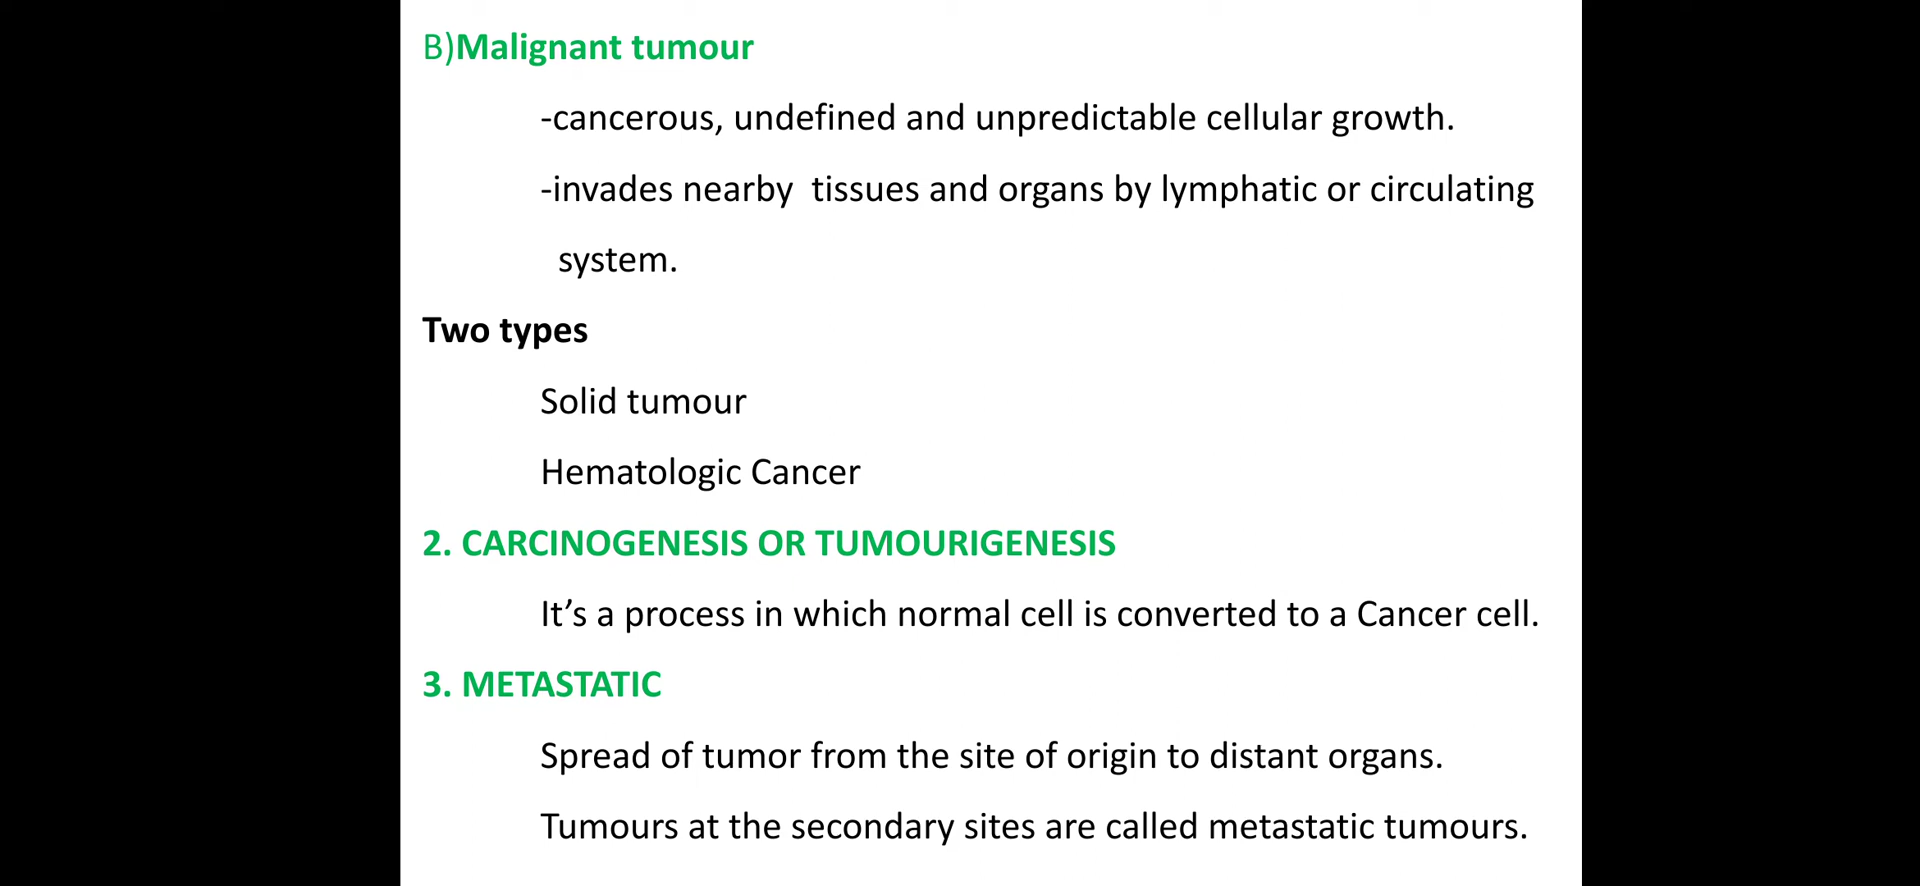 B)Malignant tumour
-cancerous, undefined and unpredictable cellular growth.
-invades nearby  tissues and organs by lymphatic or circulating
system.
Two types
Solid tumour
Hematologic Cancer
2. CARCINOGENESIS OR TUMOURIGENESIS
It’s a process in which normal cell is converted to a Cancer cell.
3. METASTATIC
Spread of tumor from the site of origin to distant organs.
Tumours at the secondary sites are called metastatic tumours.